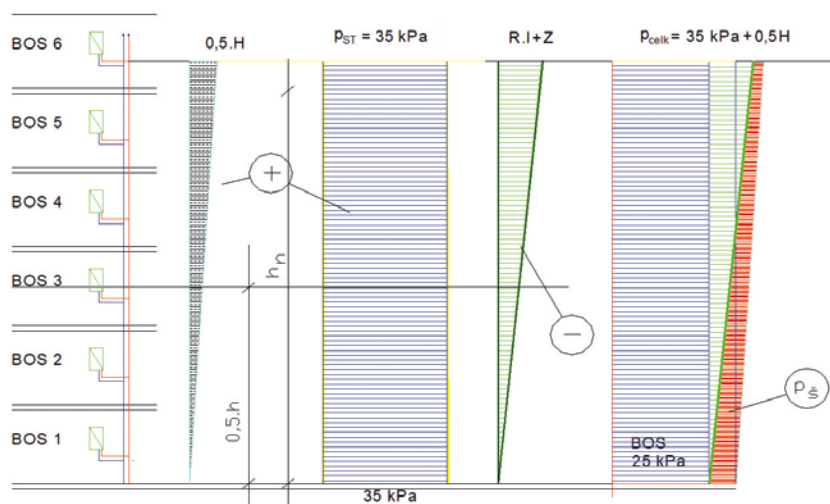 0,5.H
pST = 35 kPa
R.I+Z
pcelk = 35 kPa + 0,5H
BOS 6
BOS 5
BOS 4
BOS 3
BOS 2
BOS 1
+
hn
−
0,5.h
pš
BOS
25 kPa
35 kPa